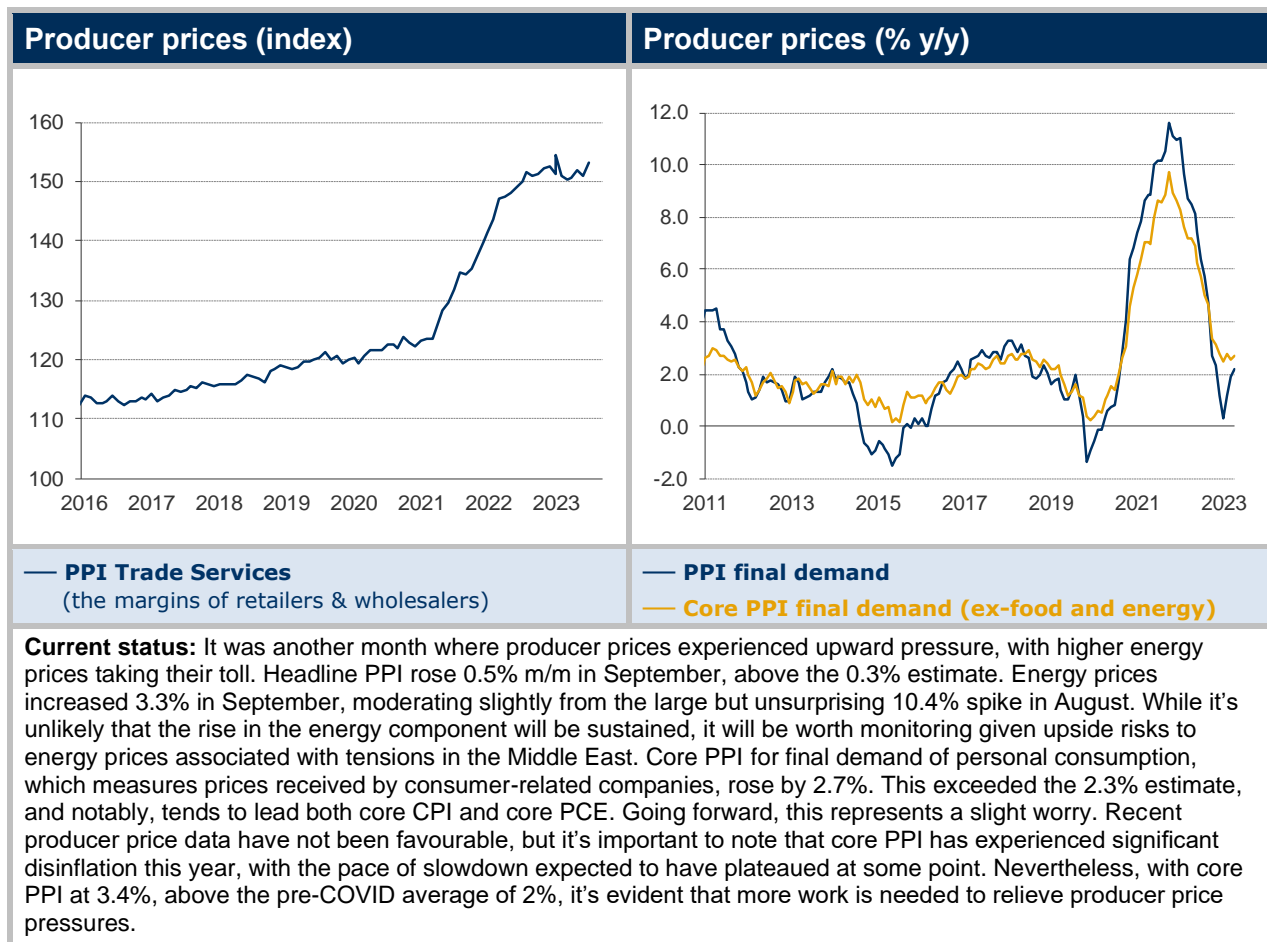 Producer prices (index)
160
150
140
130
120
110
100
2016 2017 2018 2019 2020 2021 2022 2023
— PPI Trade Services
(the margins of retailers & wholesalers)
Producer prices (% y/y)
12.0
10.0
8.0
6.0
4.0
2.0
0.0
-2.0
2011 2013 2015 2017 2019 2021 2023
— PPI final demand
— Core PPI final demand (ex-food and energy)
Current status: It was another month where producer prices experienced upward pressure, with higher energy
prices taking their toll. Headline PPI rose 0.5% m/m in September, above the 0.3% estimate. Energy prices
increased 3.3% in September, moderating slightly from the large but unsurprising 10.4% spike in August. While it’s
unlikely that the rise in the energy component will be sustained, it will be worth monitoring given upside risks to
energy prices associated with tensions in the Middle East. Core PPI for final demand of personal consumption,
which measures prices received by consumer-related companies, rose by 2.7%. This exceeded the 2.3% estimate,
and notably, tends to lead both core CPI and core PCE. Going forward, this represents a slight worry. Recent
producer price data have not been favourable, but it’s important to note that core PPI has experienced significant
disinflation this year, with the pace of slowdown expected to have plateaued at some point. Nevertheless, with core
PPI at 3.4%, above the pre-COVID average of 2%, it’s evident that more work is needed to relieve producer price
pressures.